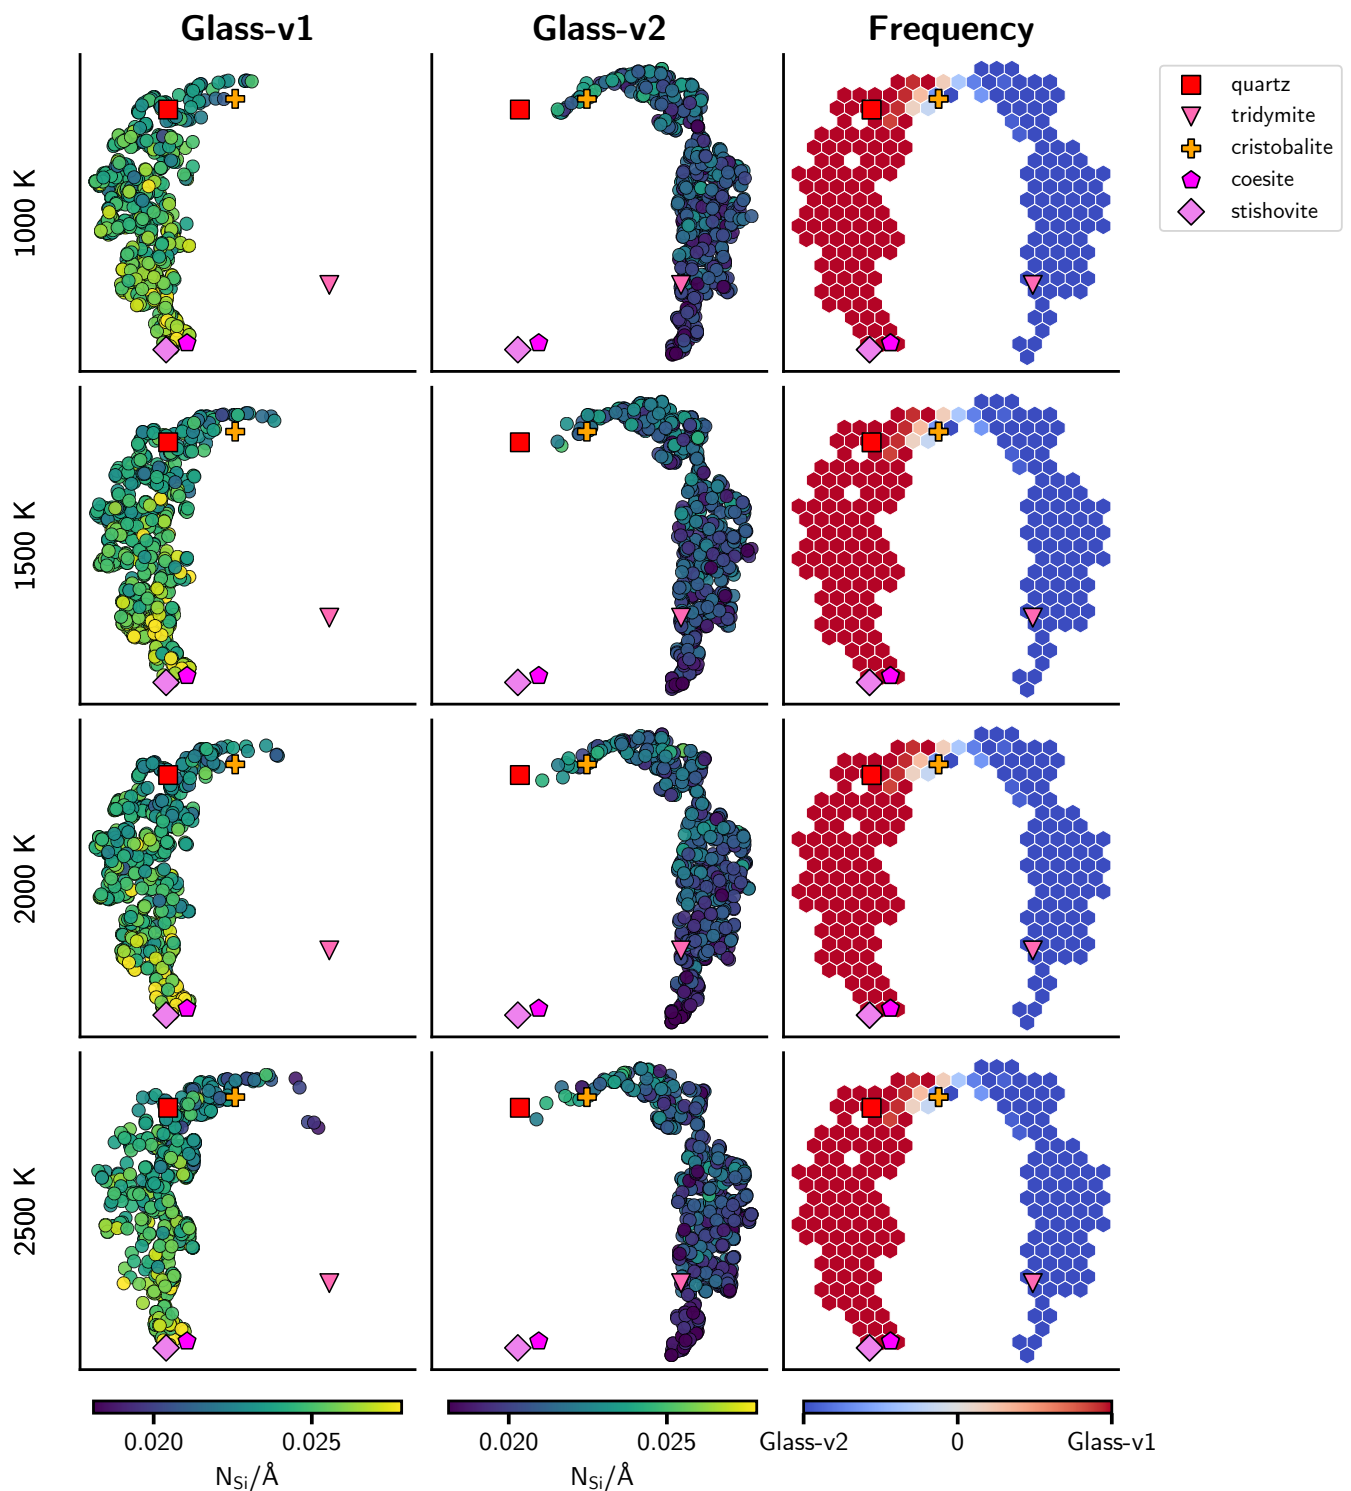 Glass-v1 Glass-v2 Frequency
quartz
tridymite
cristobalite
coesite
stishovite
1000 K
1500 K
2000 K
2500 K
0.020 0.025 0.020 0.025 Glass-v2 0 Glass-v1
N_Si/Å N_Si/Å